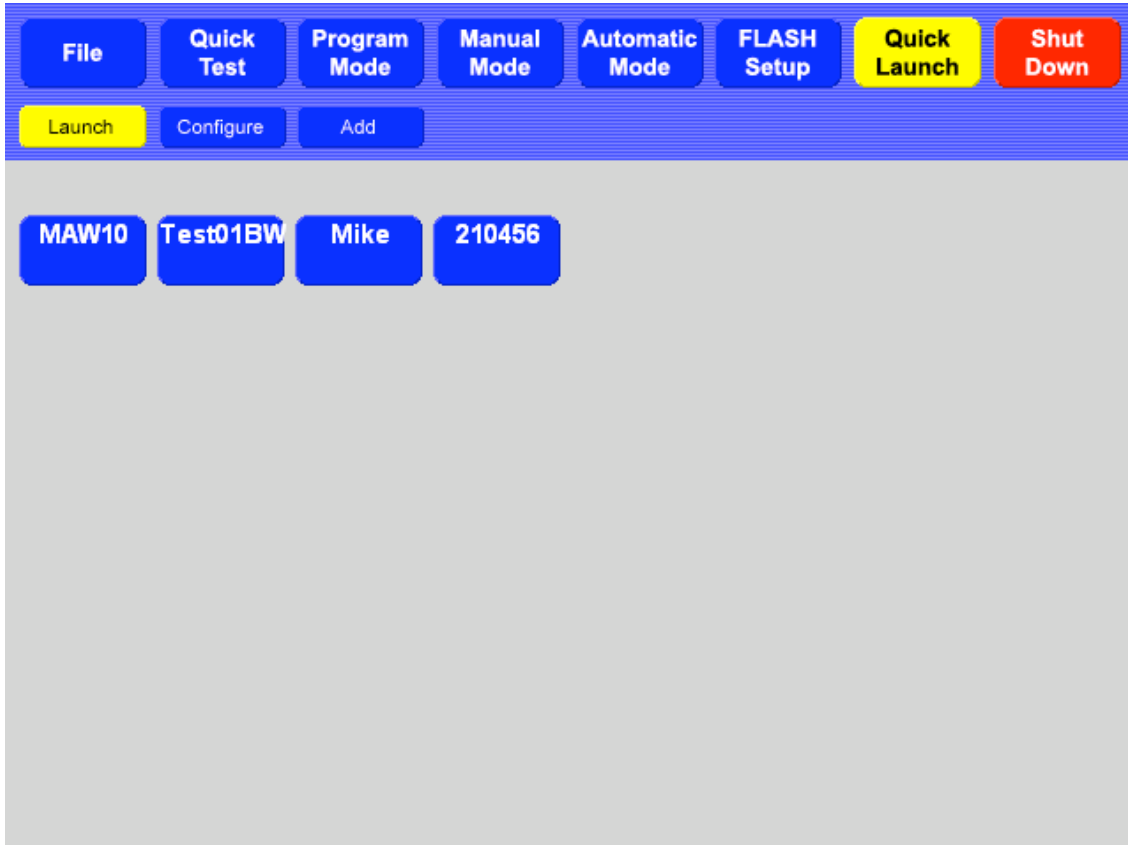 File
Quick
Test
Program
Mode
Manual
Mode
Automatic
Mode
FLASH
Setup
Quick
Launch
Shut
Down
Launch
Configure
Add
MAW10
Test01BW
Mike
210456